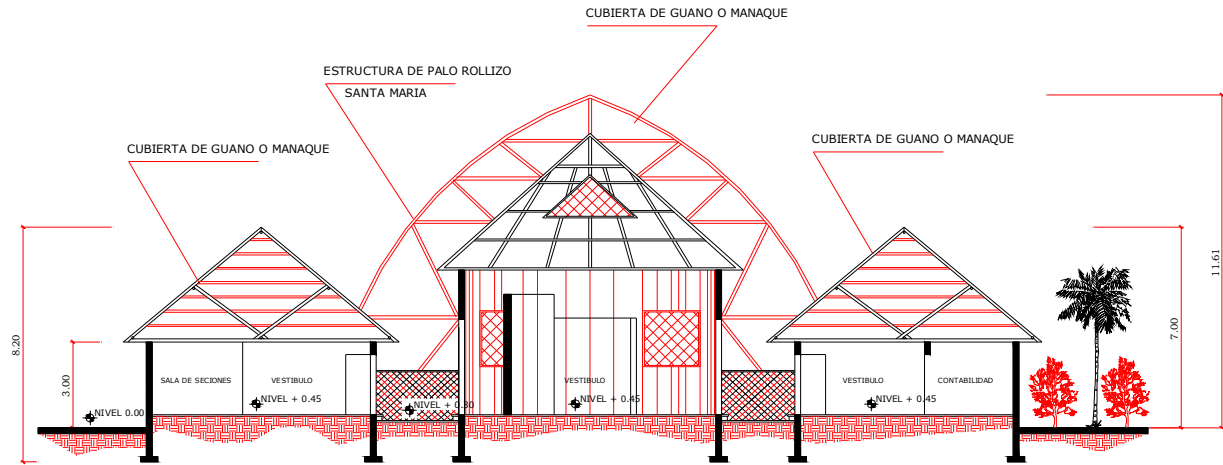 CUBIERTA DE GUANO O MANAQUE
ESTRUCTURA DE PALO ROLLIZO
SANTA MARIA
CUBIERTA DE GUANO O MANAQUE
CUBIERTA DE GUANO O MANAQUE
11.61
7.00
8.20
3.00
SALA DE SECIONES
VESTIBULO
VESTIBULO
VESTIBULO
CONTABILIDAD
NIVEL 0.00
NIVEL + 0.45
NIVEL + 0.30
NIVEL + 0.45
NIVEL + 0.45